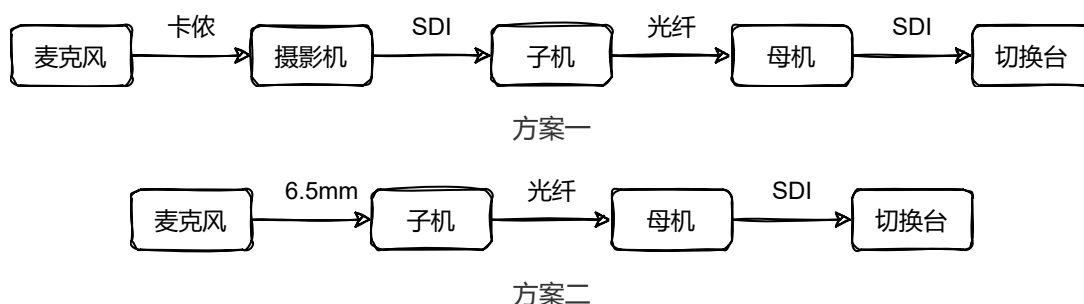 卡侬 SDI 光纤 SDI
麦克风 摄影机 子机 母机 切换台
方案一
6.5mm 光纤 SDI
麦克风 子机 母机 切换台
方案二